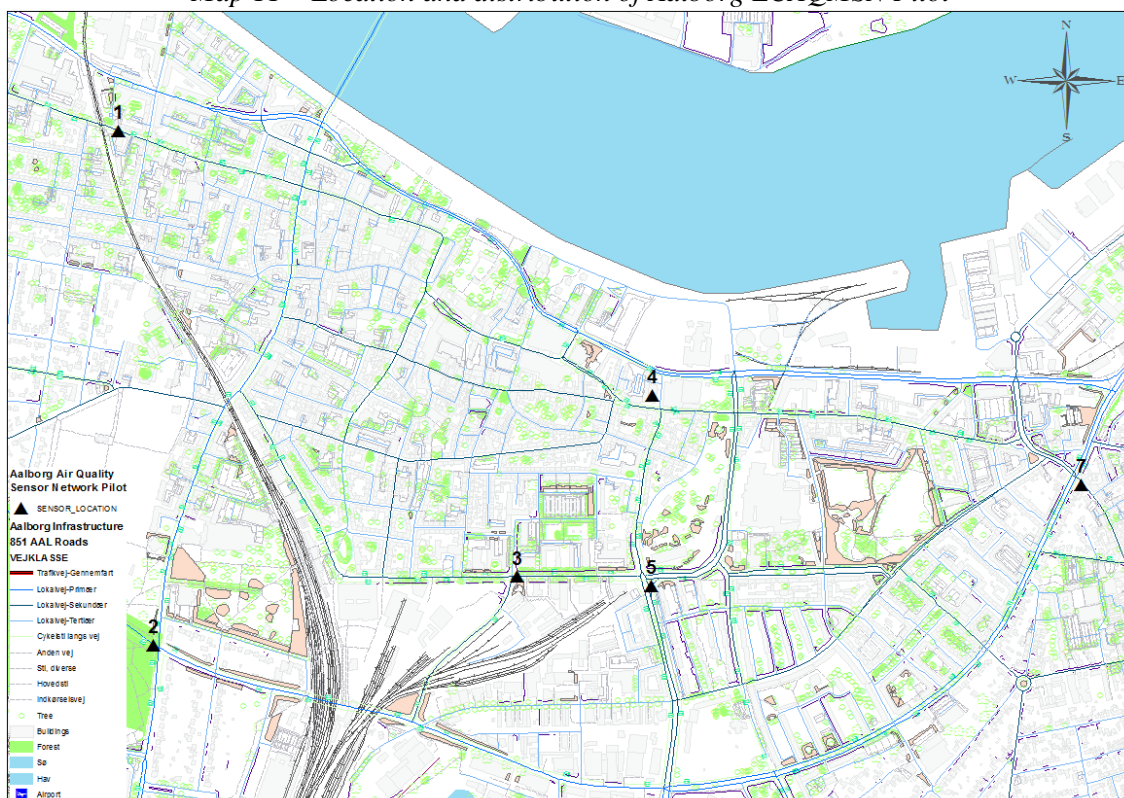 Map 11 – Location and distribution of Aalborg LCAQMSN Pilot
N
W E
S
1
4
7
3
5
2
Aalborg Air Quality
Sensor Network Pilot
SENSOR_LOCATION
Aalborg Infrastructure
851 AAL Roads
VEJKLASSE
Trafikvej-Gennemfart
Lokalvej-Primær
Lokalvej-Sekundær
Lokalvej-Tertiær
Cykelsti langs vej
Anden vej
Sti, diverse
Hovedsti
Indkørselsvej
Tree
Buildings
Forest
Sø
Hav
Airport